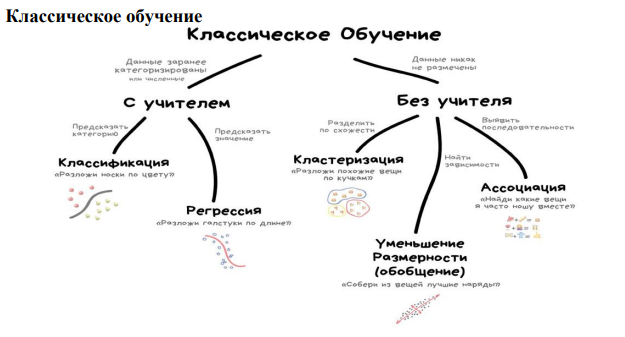 Классическое обучение
Классическое Обучение
Данные заранее
категоризированы
или численные
Данные никак
не размечены
С учителем
Без учителя
Предсказать
категорию
Предсказать
значение
Разделить
по схожести
Выявить
последовательности
Найти
зависимости
Классификация
«Разложи носки по цвету»
Кластеризация
«Разложи похожие вещи
по кучкам»
Ассоциация
«Найди какие вещи
я часто ношу вместе»
Регрессия
«Разложи галстуки по длине»
Уменьшение
Размерности
(обобщение)
«Собери из вещей лучшие наряды»